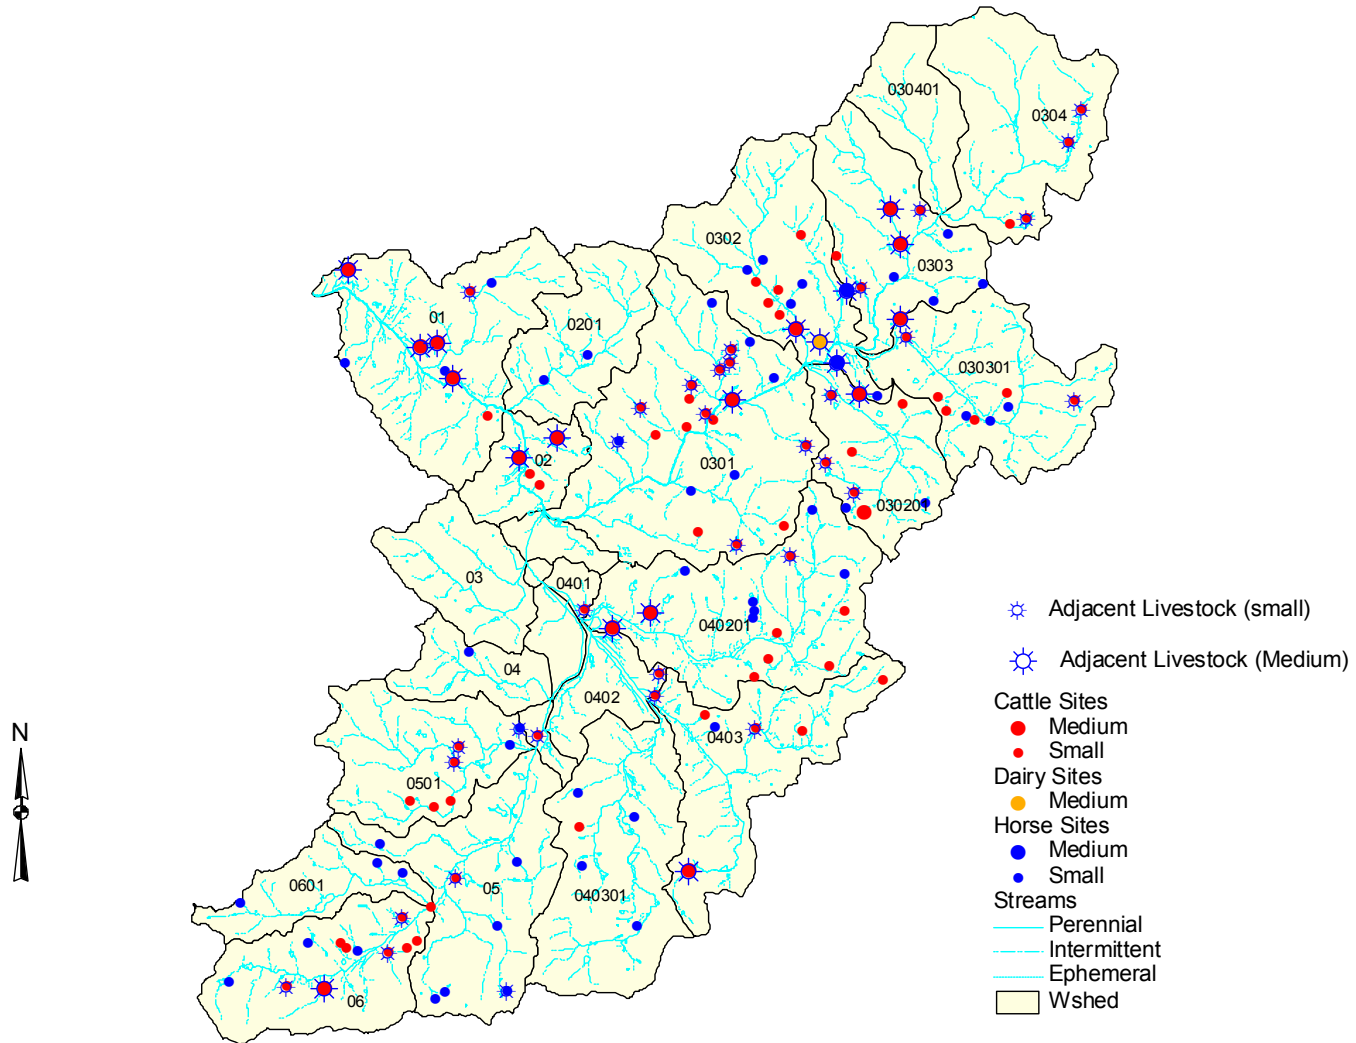 030401
0304
0302
0303
01
0201
030301
02
0301
030201
03
0401
040201
04
0402
0403
0501
05
040301
0601
06
N
Adjacent Livestock (small)
Adjacent Livestock (Medium)
Cattle Sites
Medium
Small
Dairy Sites
Medium
Horse Sites
Medium
Small
Streams
Perennial
Intermittent
Ephemeral
Wshed